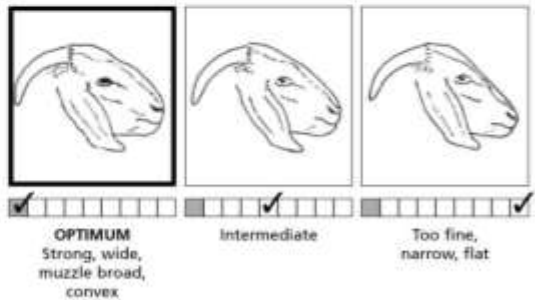 OPTIMUM
Strong, wide,
muzzle broad,
convex
Intermediate
Too fine,
narrow, flat